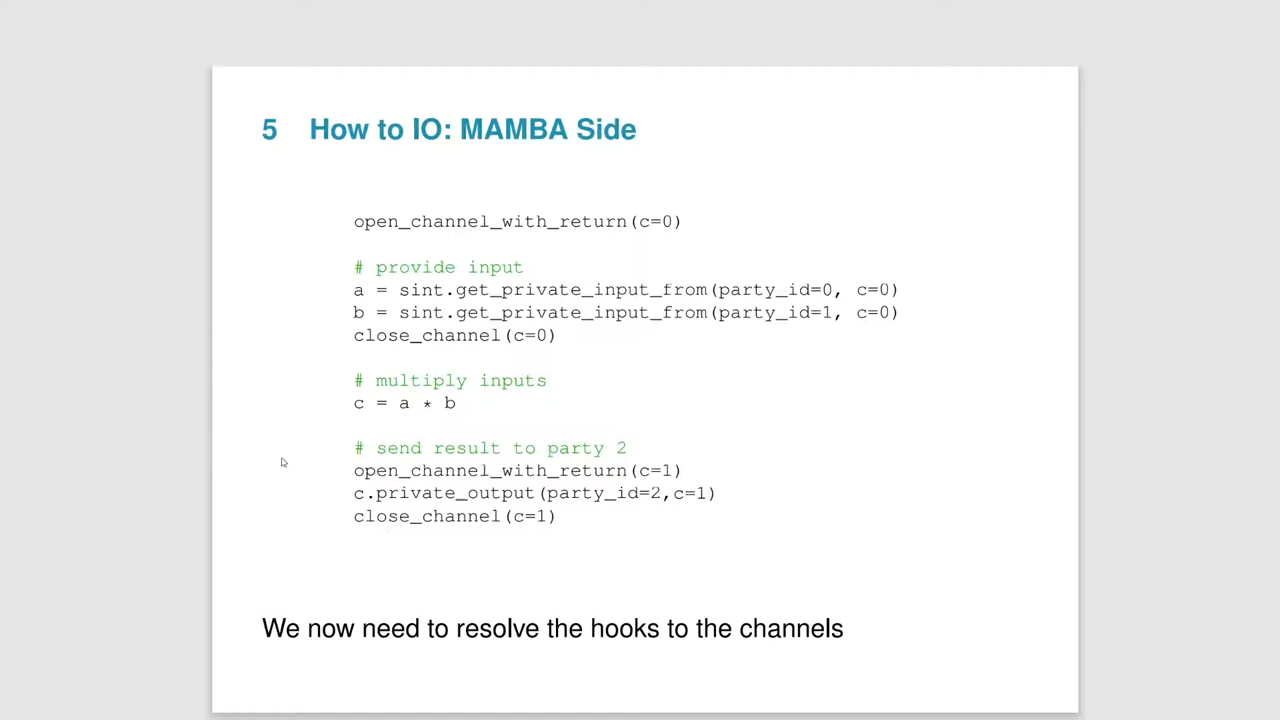 5 How to IO: MAMBA Side
open_channel_with_return(c=0)
# provide input
a = sint.get_private_input_from(party_id=0, c=0)
b = sint.get_private_input_from(party_id=1, c=0)
close_channel(c=0)
# multiply inputs
c = a * b
# send result to party 2
open_channel_with_return(c=1)
c.private_output(party_id=2,c=1)
close_channel(c=1)
We now need to resolve the hooks to the channels